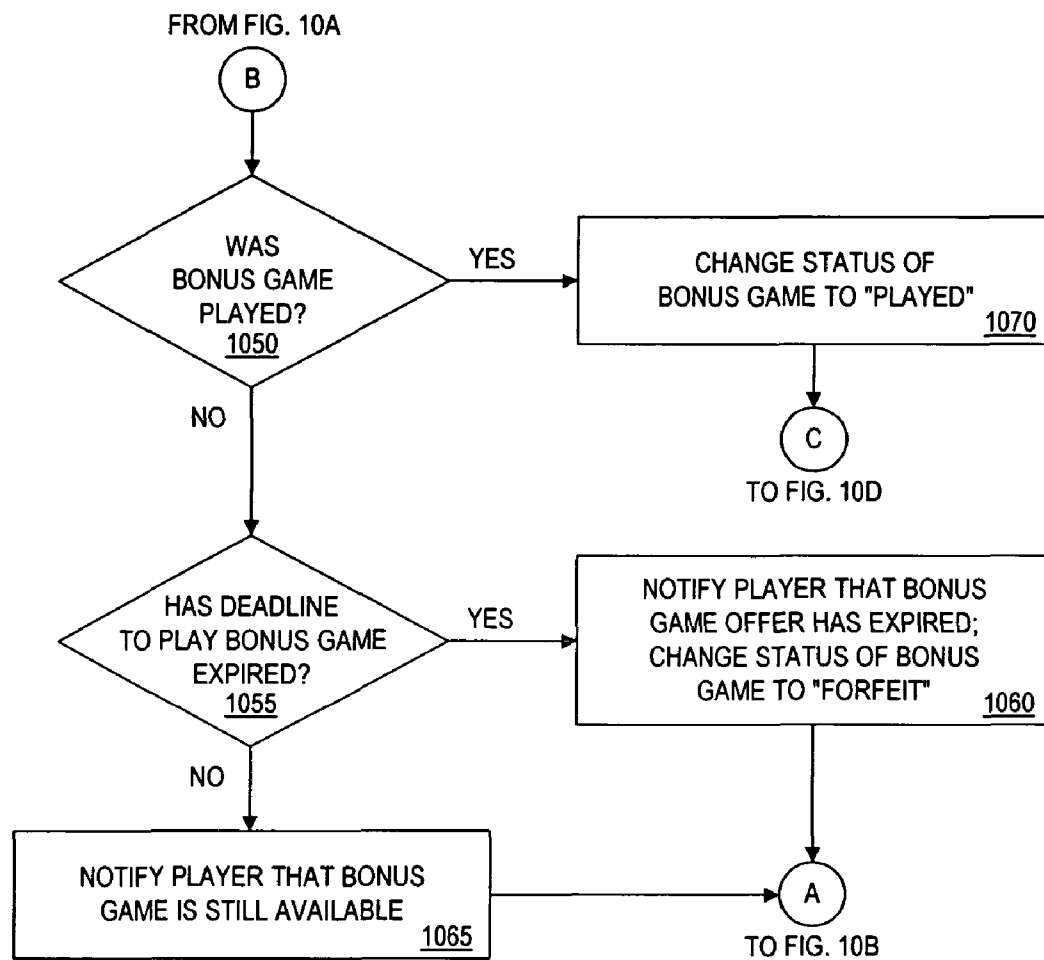 FROM FIG. 10A
B
WAS
BONUS GAME
PLAYED?
1050
YES
CHANGE STATUS OF
BONUS GAME TO "PLAYED"
1070
NO
C
TO FIG. 10D
HAS DEADLINE
TO PLAY BONUS GAME
EXPIRED?
1055
YES
NOTIFY PLAYER THAT BONUS
GAME OFFER HAS EXPIRED;
CHANGE STATUS OF BONUS
GAME TO "FORFEIT"
1060
NO
NOTIFY PLAYER THAT BONUS
GAME IS STILL AVAILABLE
1065
A
TO FIG. 10B